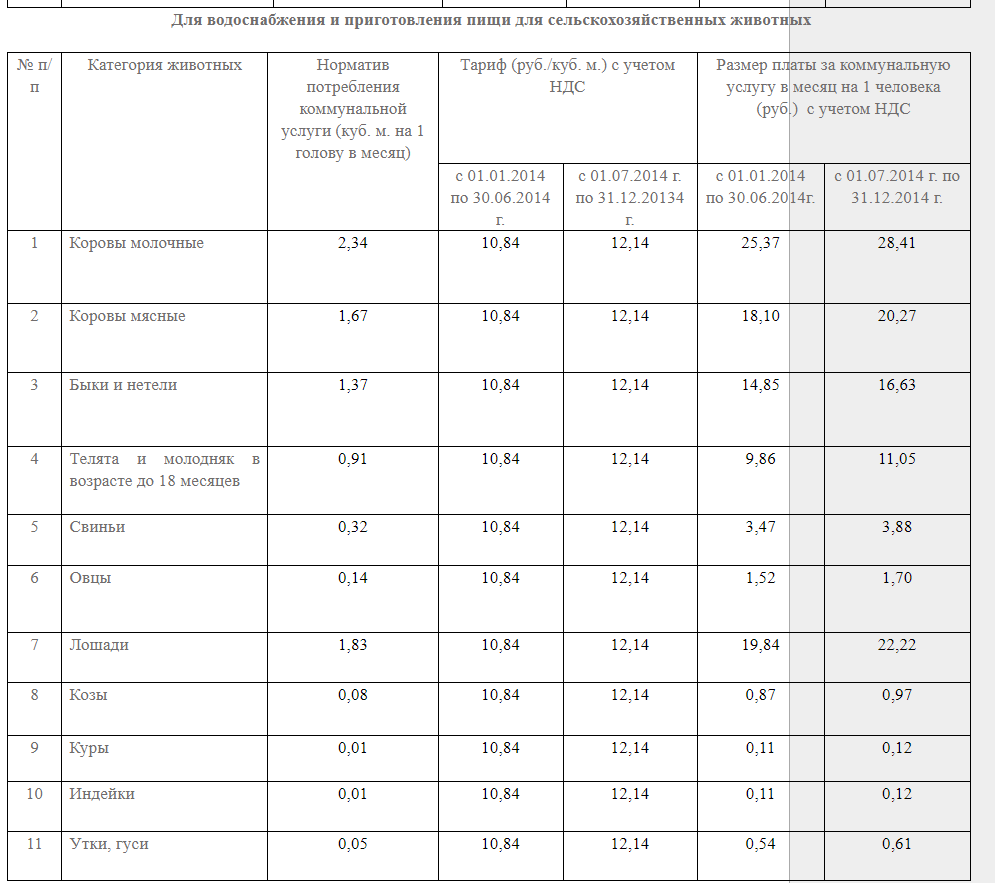 Для водоснабжения и приготовления пищи для сельскохозяйственных животных
№ п/п Категория животных Норматив потребления коммунальной услуги (куб. м. на 1 голову в месяц) Тариф (руб./куб. м.) с учетом НДС Размер платы за коммунальную услугу в месяц на 1 человека (руб.) с учетом НДС
с 01.01.2014 по 30.06.2014 г. с 01.07.2014 г. по 31.12.20134 г. с 01.01.2014 по 30.06.2014г. с 01.07.2014 г. по 31.12.2014 г.
1 Коровы молочные 2,34 10,84 12,14 25,37 28,41
2 Коровы мясные 1,67 10,84 12,14 18,10 20,27
3 Быки и нетели 1,37 10,84 12,14 14,85 16,63
4 Телята и молодняк в возрасте до 18 месяцев 0,91 10,84 12,14 9,86 11,05
5 Свиньи 0,32 10,84 12,14 3,47 3,88
6 Овцы 0,14 10,84 12,14 1,52 1,70
7 Лошади 1,83 10,84 12,14 19,84 22,22
8 Козы 0,08 10,84 12,14 0,87 0,97
9 Куры 0,01 10,84 12,14 0,11 0,12
10 Индейки 0,01 10,84 12,14 0,11 0,12
11 Утки, гуси 0,05 10,84 12,14 0,54 0,61